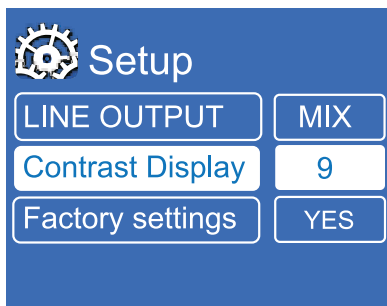 Setup
LINE OUTPUT MIX
Contrast Display 9
Factory settings YES